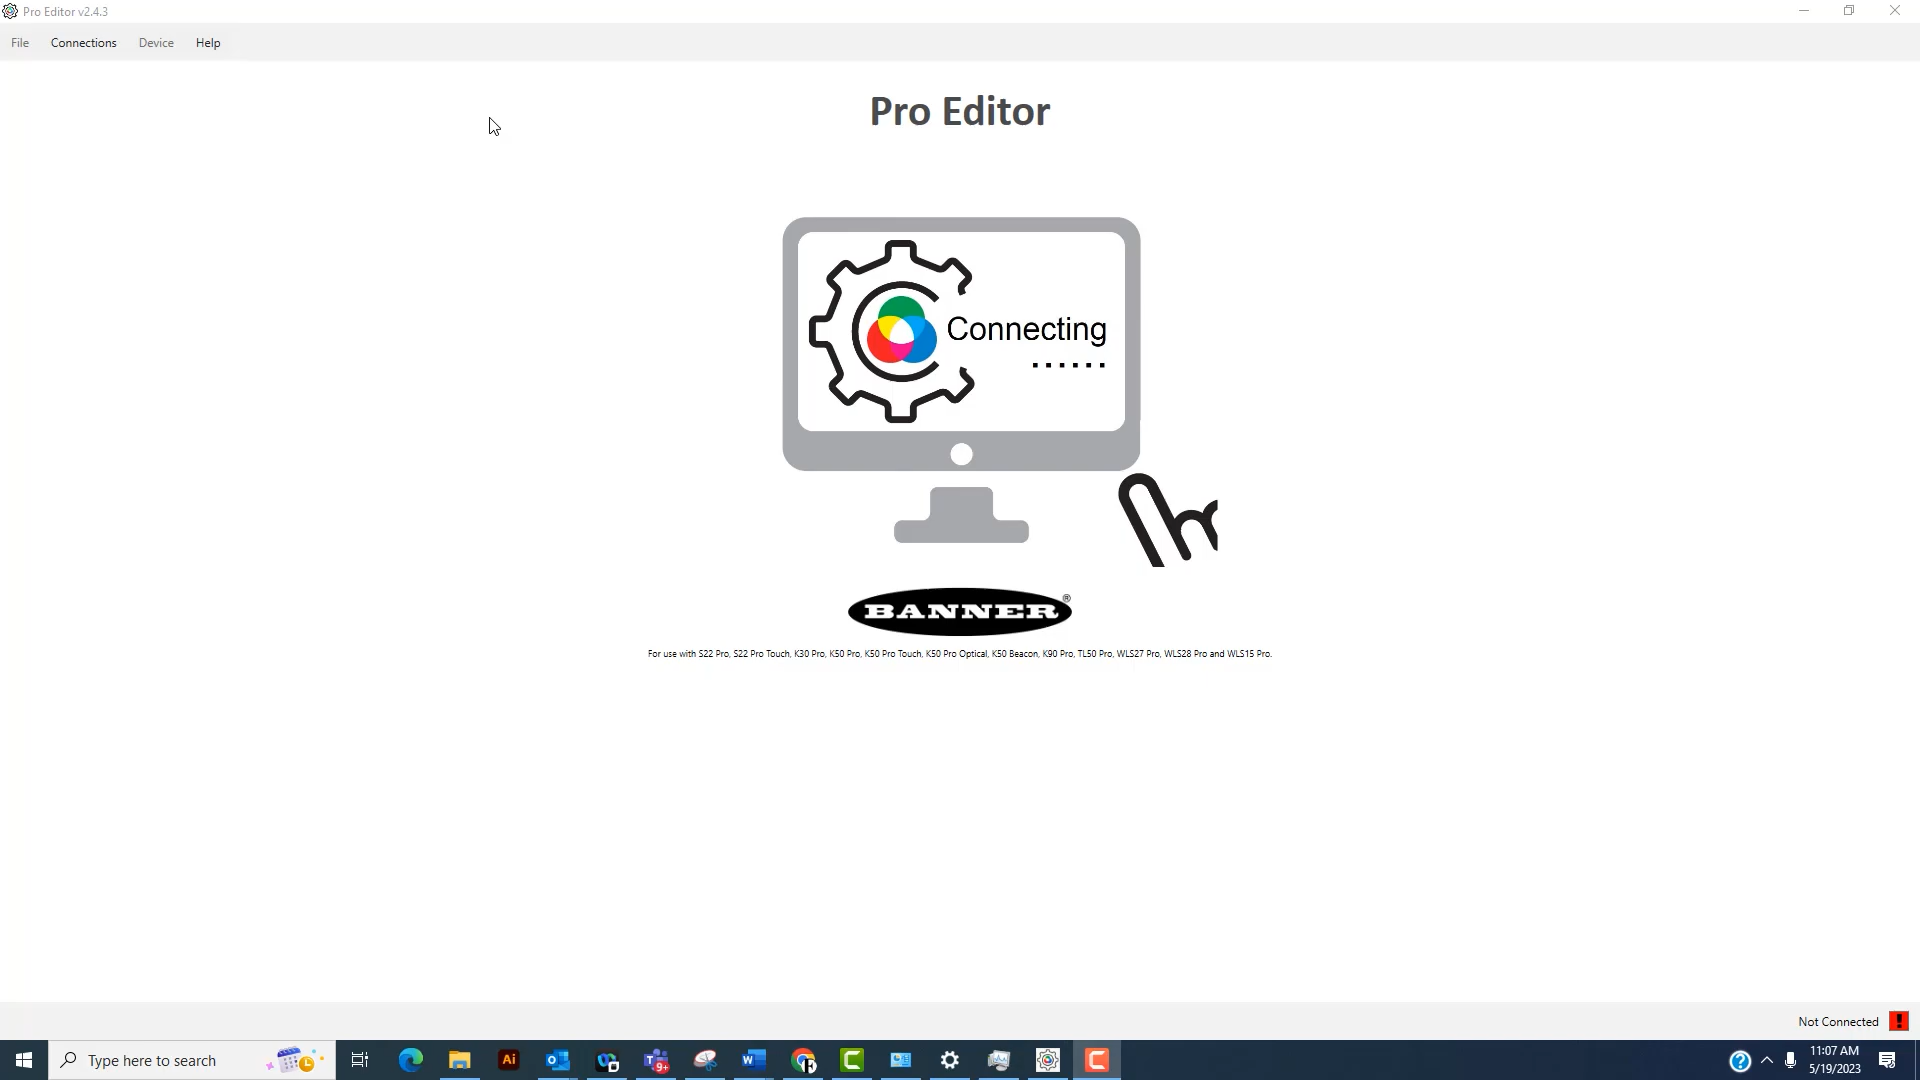 Pro Editor v2.4.3
File Connections Device Help
Pro Editor
Connecting
......
BANNER®
For use with S22 Pro, S22 Pro Touch, K30 Pro, K50 Pro, K50 Pro Touch, K50 Pro Optical, K50 Beacon, K90 Pro, TL50 Pro, WLS27 Pro, WLS28 Pro and WLS15 Pro.
Not Connected !
Type here to search
Ai
9+
11:07 AM
5/19/2023